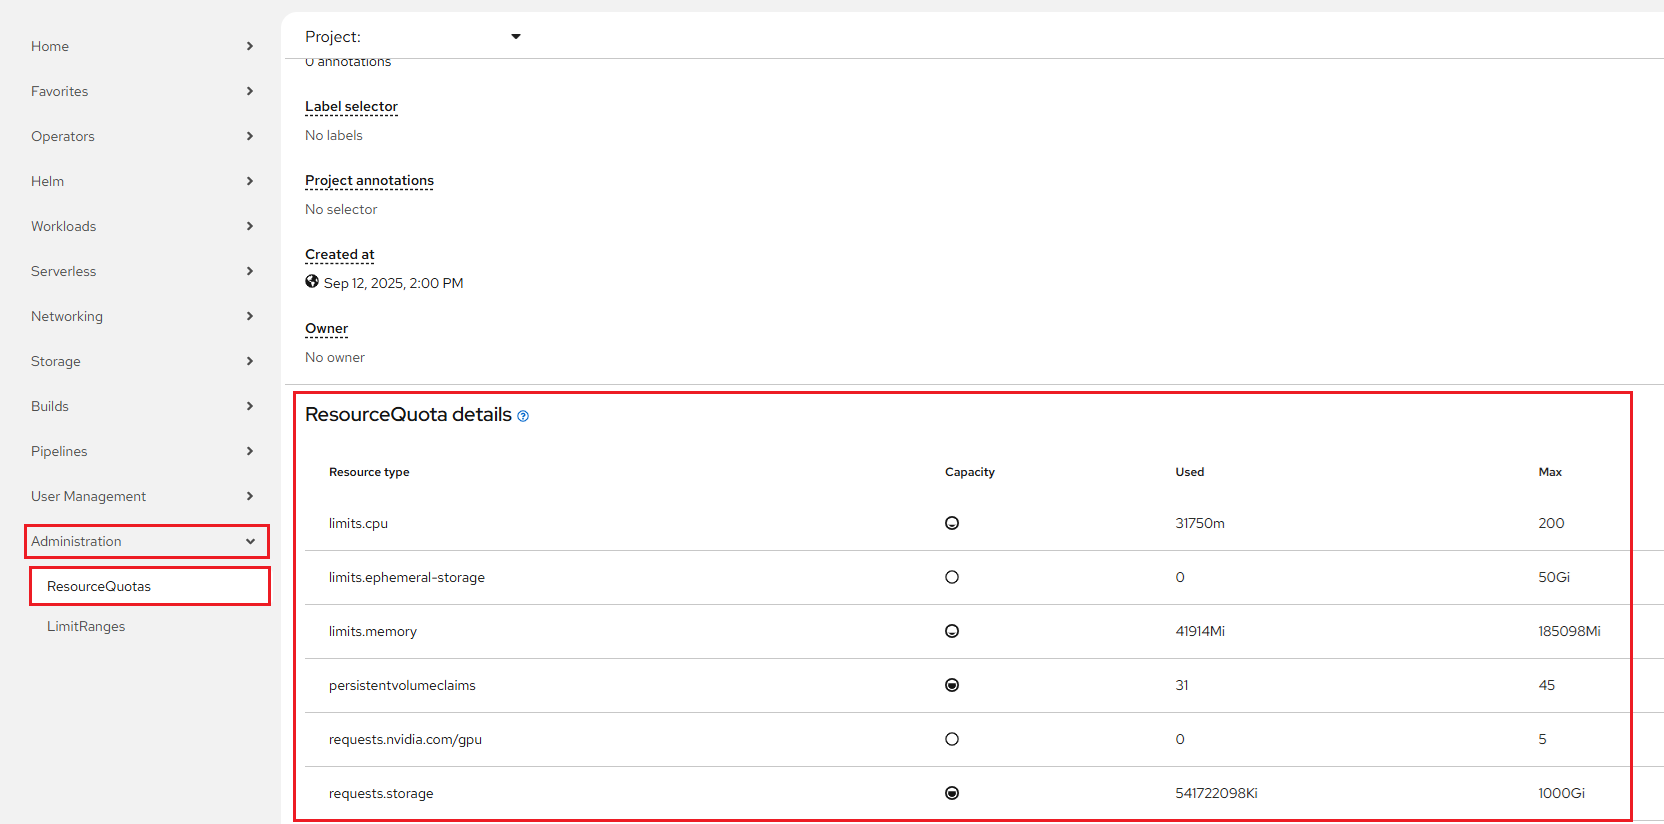 Home
Favorites
Operators
Helm
Workloads
Serverless
Networking
Storage
Builds
Pipelines
User Management
Administration
ResourceQuotas
LimitRanges
Project:
0 annotations
Label selector
No labels
Project annotations
No selector
Created at
Sep 12, 2025, 2:00 PM
Owner
No owner
ResourceQuota details
Resource type Capacity Used Max
limits.cpu 31750m 200
limits.ephemeral-storage 0 50Gi
limits.memory 41914Mi 185098Mi
persistentvolumeclaims 31 45
requests.nvidia.com/gpu 0 5
requests.storage 541722098Ki 1000Gi